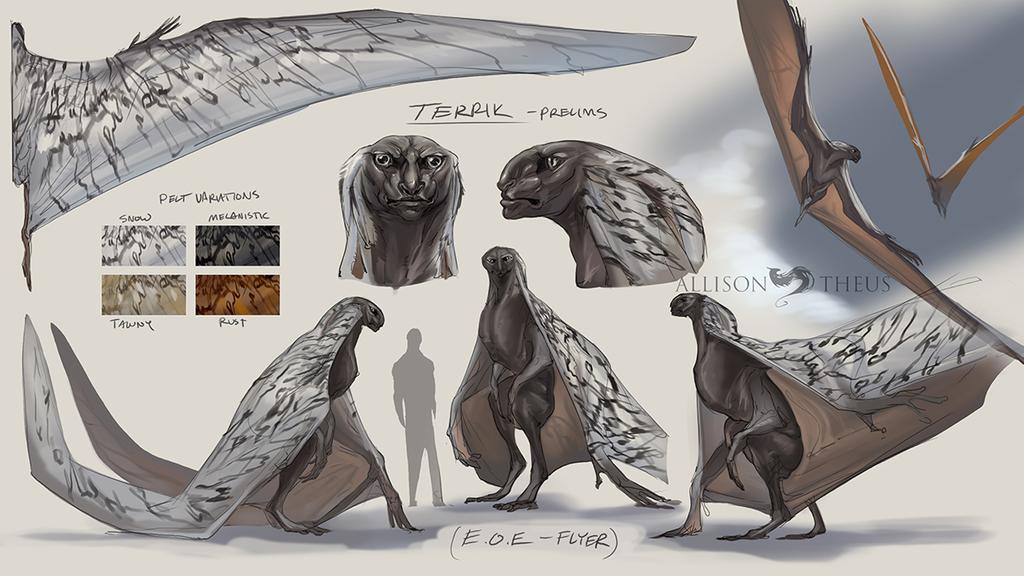 TERRIK - PRELIMS
PELT VARIATIONS
SNOW
MELANISTIC
TAWNY
RUST
ALLISON THEUS
(E.O.E - FLYER)